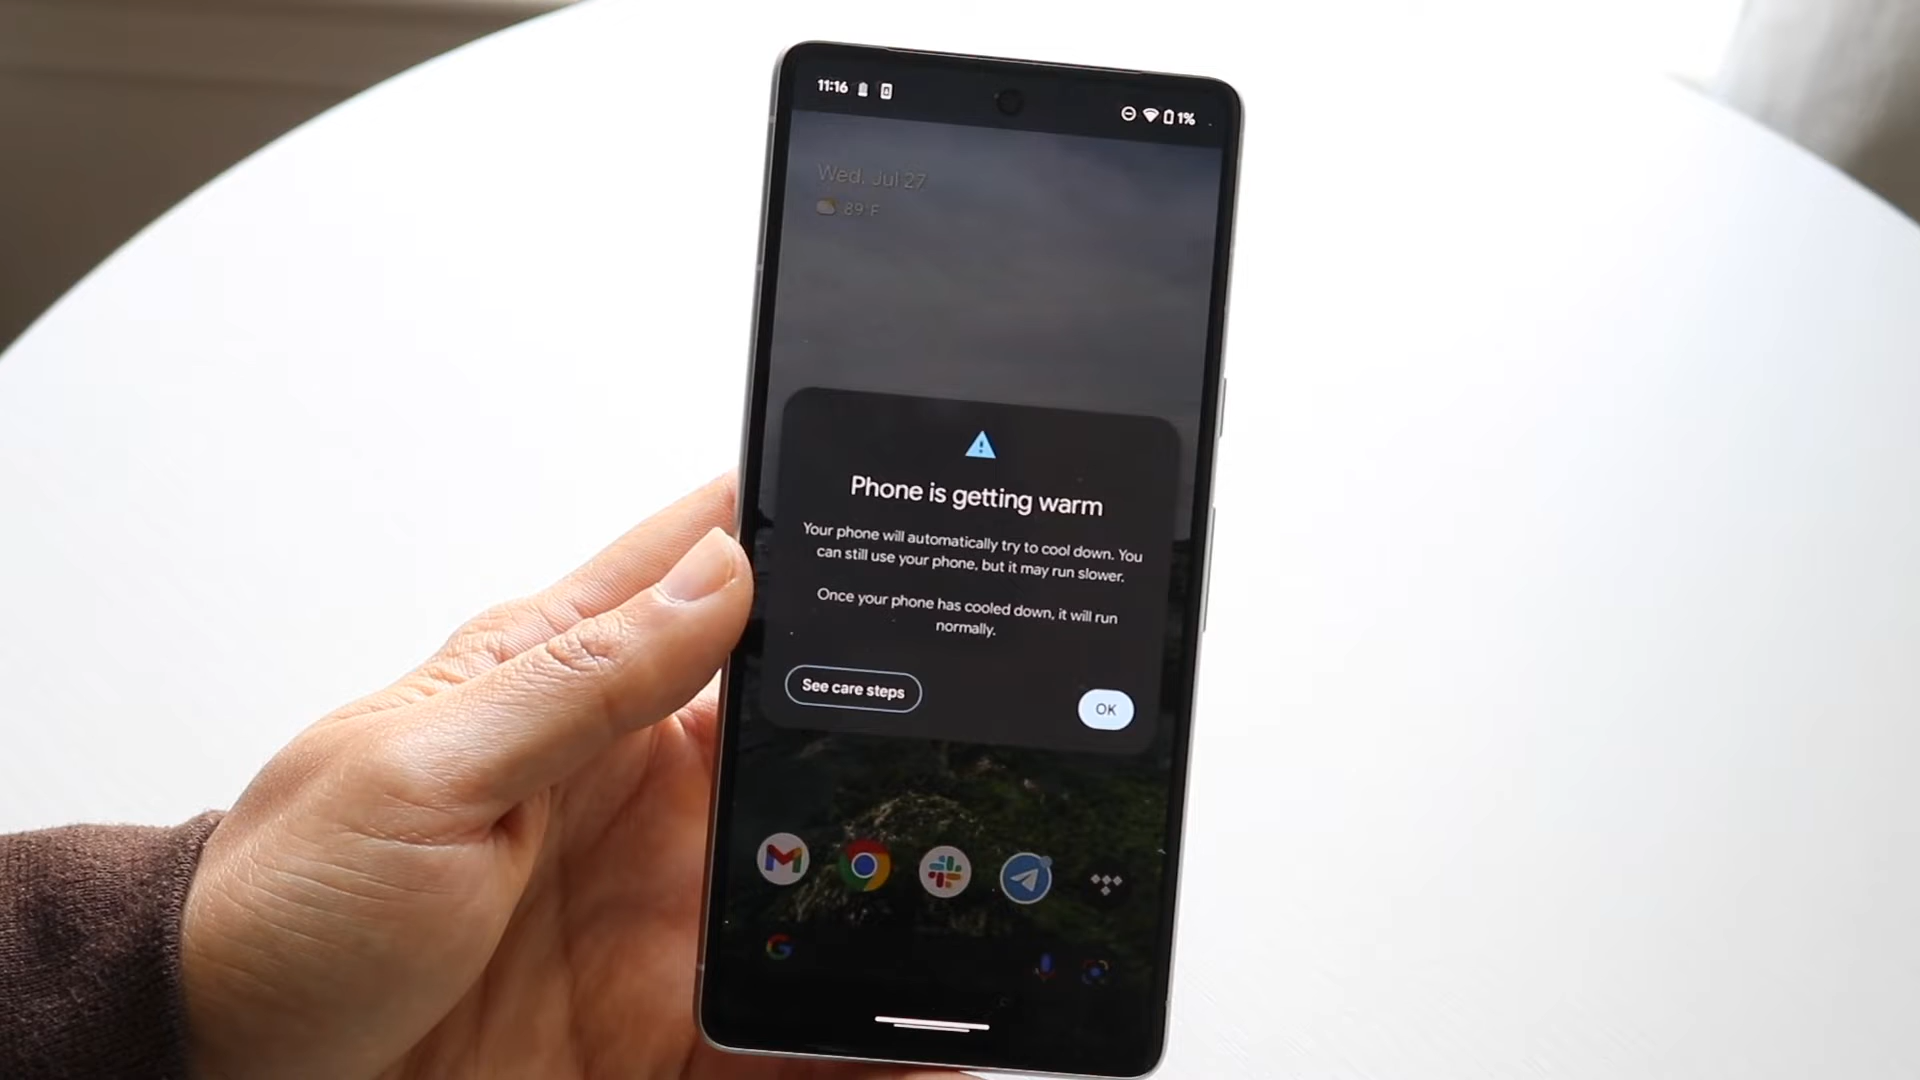 11:16
1%
Wed, Jul 27
89°F
Phone is getting warm
Your phone will automatically try to cool down. You
can still use your phone, but it may run slower.
Once your phone has cooled down, it will run
normally.
See care steps
OK